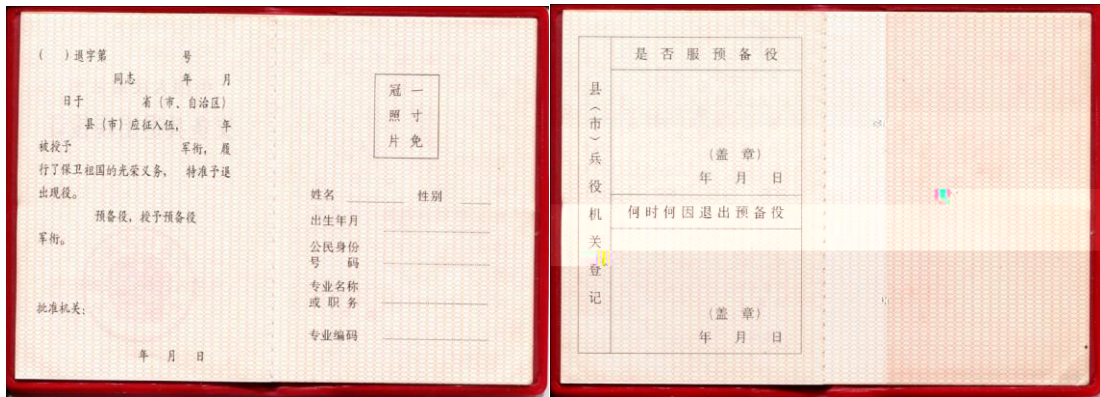 ( )退字第 号
同志 年 月
日于 省(市、自治区)
县(市)应征入伍, 年
被授予 军衔, 履
行了保卫祖国的光荣义务, 特准予退
出现役。
预备役, 授予预备役
军衔。
批准机关:
年 月 日
冠 一
照 寸
片 免
姓名 性别
出生年月
公民身份
号 码
专业名称
或 职 务
专业编码
县(市)兵役机关登记
是否服预备役
(盖 章)
年 月 日
何时何因退出预备役
(盖 章)
年 月 日